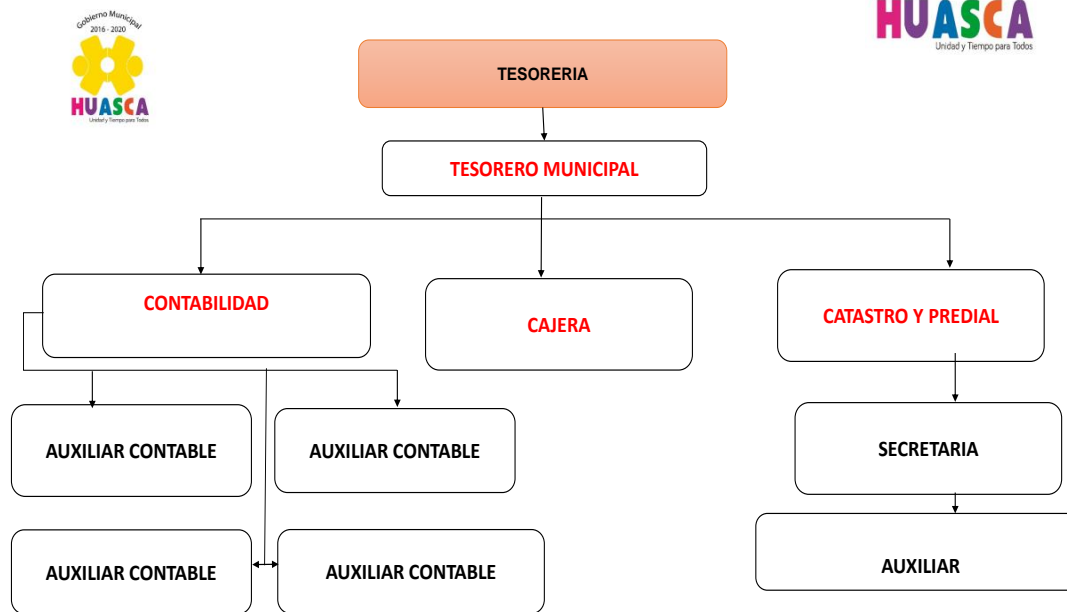 Gobierno Municipal
2016 - 2020
HUASCA
Unidad y Tiempo para Todos
HUASCA
Unidad y Tiempo para Todos
TESORERIA
TESORERO MUNICIPAL
CONTABILIDAD
CAJERA
CATASTRO Y PREDIAL
AUXILIAR CONTABLE
AUXILIAR CONTABLE
SECRETARIA
AUXILIAR CONTABLE
AUXILIAR CONTABLE
AUXILIAR